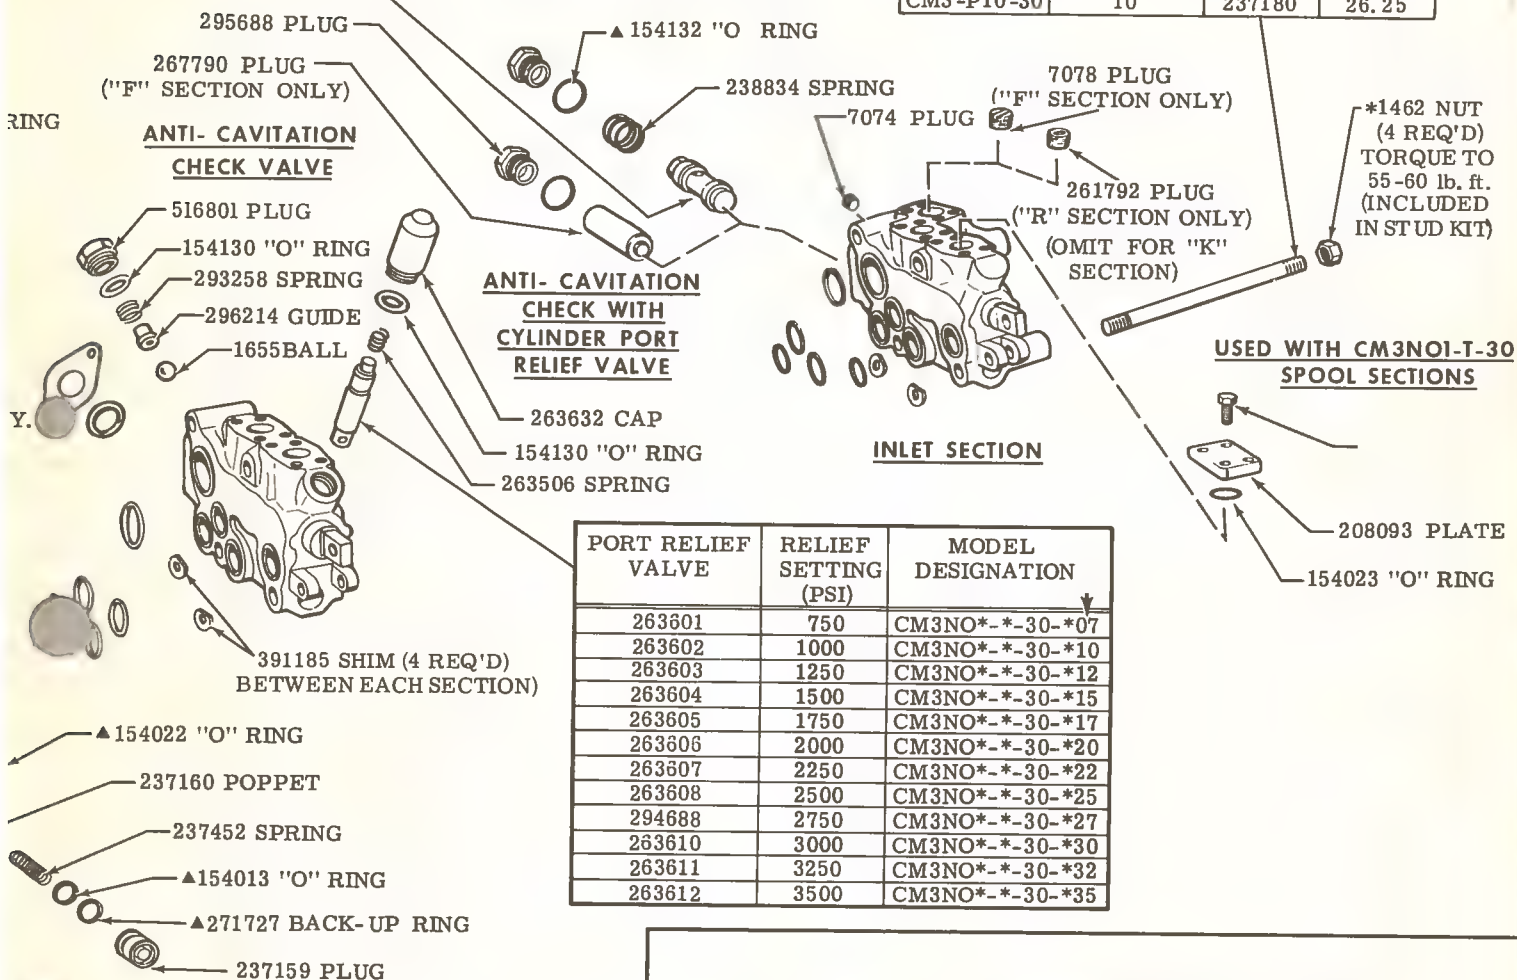 CM3-P10-30 10 237180 26.25
295688 PLUG
▲ 154132 "O RING
267790 PLUG
("F" SECTION ONLY)
238834 SPRING
7074 PLUG
7078 PLUG
("F" SECTION ONLY)
261792 PLUG
("R" SECTION ONLY)
(OMIT FOR "K"
SECTION)
*1462 NUT
(4 REQ'D)
TORQUE TO
55-60 lb. ft.
(INCLUDED
IN STUD KIT)
RING
ANTI- CAVITATION
CHECK VALVE
516801 PLUG
154130 "O" RING
293258 SPRING
296214 GUIDE
1655BALL
Y.
ANTI- CAVITATION
CHECK WITH
CYLINDER PORT
RELIEF VALVE
263632 CAP
154130 "O" RING
263506 SPRING
INLET SECTION
USED WITH CM3NO1-T-30
SPOOL SECTIONS
208093 PLATE
154023 "O" RING
391185 SHIM (4 REQ'D)
BETWEEN EACH SECTION)
PORT RELIEF VALVE RELIEF SETTING (PSI) MODEL DESIGNATION
263601 750 CM3NO*-*-30-*07
263602 1000 CM3NO*-*-30-*10
263603 1250 CM3NO*-*-30-*12
263604 1500 CM3NO*-*-30-*15
263605 1750 CM3NO*-*-30-*17
263606 2000 CM3NO*-*-30-*20
263607 2250 CM3NO*-*-30-*22
263608 2500 CM3NO*-*-30-*25
294688 2750 CM3NO*-*-30-*27
263610 3000 CM3NO*-*-30-*30
263611 3250 CM3NO*-*-30-*32
263612 3500 CM3NO*-*-30-*35
▲154022 "O" RING
237160 POPPET
237452 SPRING
▲154013 "O" RING
▲271727 BACK-UP RING
237159 PLUG